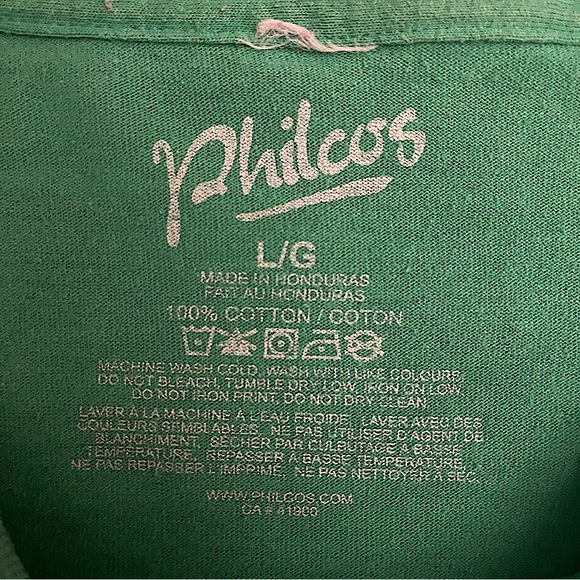 Philcos
L/G
MADE IN HONDURAS
FAIT AU HONDURAS
100% COTTON / COTON
MACHINE WASH COLD, WASH WITH LIKE COLOURS,
DO NOT BLEACH, TUMBLE DRY LOW, IRON ON LOW,
DO NOT IRON PRINT, DO NOT DRY CLEAN.
LAVER À LA MACHINE À L'EAU FROIDE, LAVER AVEC DES
COULEURS SEMBLABLES. NE PAS UTILISER D'AGENT DE
BLANCHIMENT. SÉCHER PAR CULBUTAGE À BASSE
TEMPÉRATURE. REPASSER À BASSE TEMPÉRATURE.
NE PAS REPASSER L'IMPRIMÉ. NE PAS NETTOYER À SEC.
WWW.PHILCOS.COM
CA # 41900